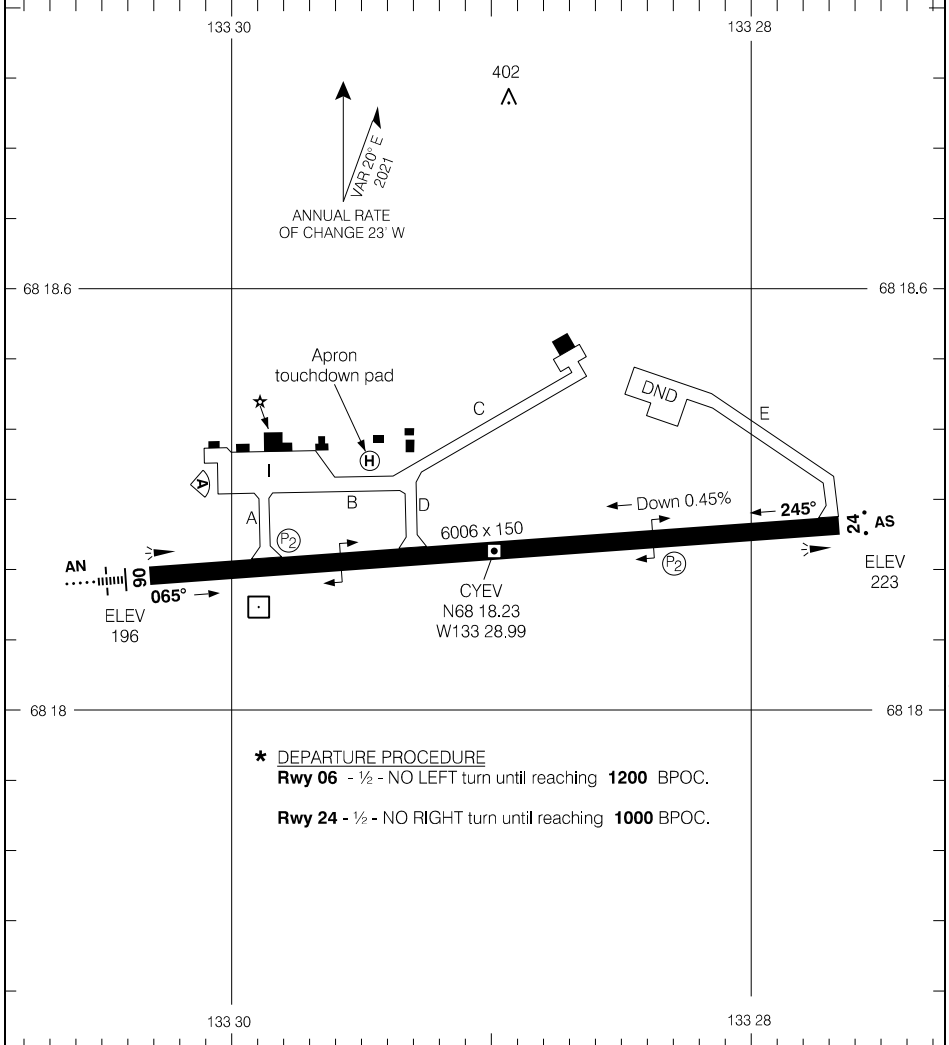 133 30
133 28
402
VAR 20° E
2021
ANNUAL RATE
OF CHANGE 23' W
68 18.6
68 18.6
Apron
touchdown pad
DND
C
E
H
I
A
B
D
A
Down 0.45%
245°
6006 x 150
P2
24
AS
AN
06
065°
P2
ELEV
223
ELEV
196
CYEV
N68 18.23
W133 28.99
68 18
68 18
* DEPARTURE PROCEDURE
Rwy 06 - ½ - NO LEFT turn until reaching 1200 BPOC.
Rwy 24 - ½ - NO RIGHT turn until reaching 1000 BPOC.
133 30
133 28